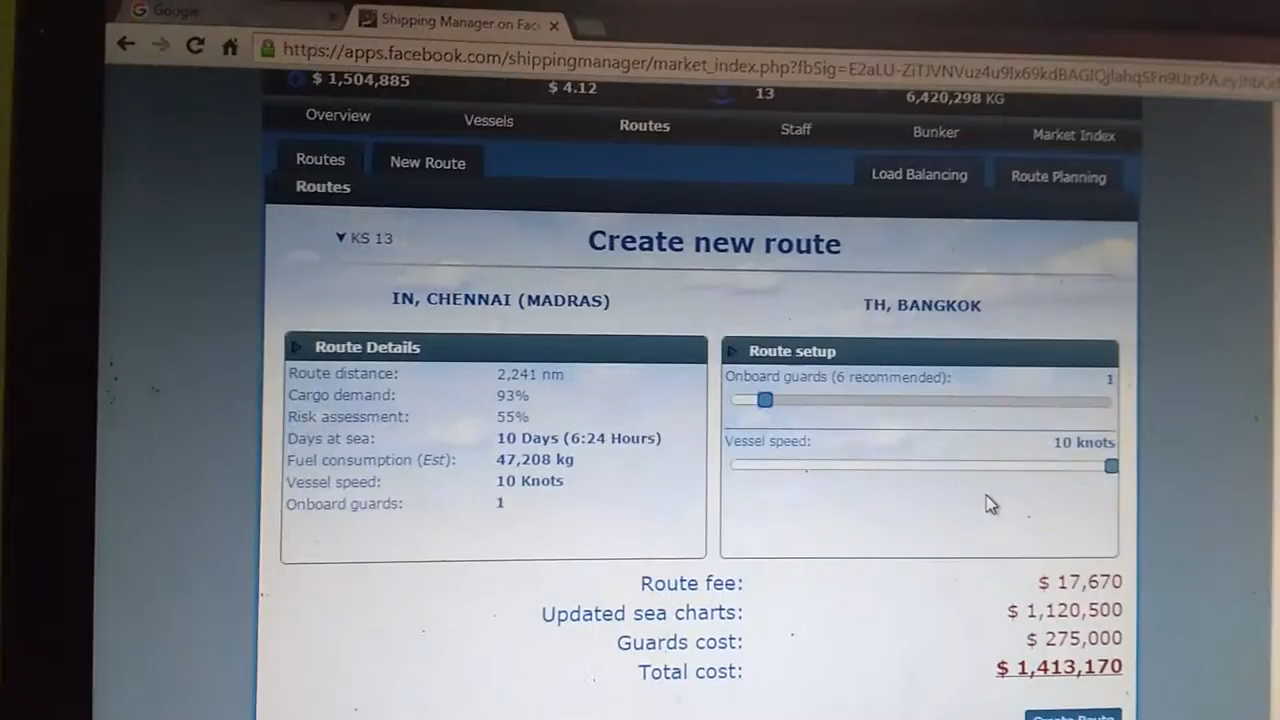 Google
Shipping Manager on Fac
https://apps.facebook.com/shippingmanager/market_index.php?fbSig=E2aLU-
$ 1,504,885 $ 4.12 13 6,420,298 KG
Overview Vessels Routes Staff Bunker Market Index
Routes New Route Load Balancing Route Planning
Routes
KS 13 Create new route
IN, CHENNAI (MADRAS) TH, BANGKOK
Route Details Route setup
Route distance: 2,241 nm Onboard guards (6 recommended): 1
Cargo demand: 93%
Risk assessment: 55%
Days at sea: 10 Days (6:24 Hours) Vessel speed: 10 knots
Fuel consumption (Est): 47,208 kg
Vessel speed: 10 Knots
Onboard guards: 1
Route fee: $ 17,670
Updated sea charts: $ 1,120,500
Guards cost: $ 275,000
Total cost: $ 1,413,170
Create Route